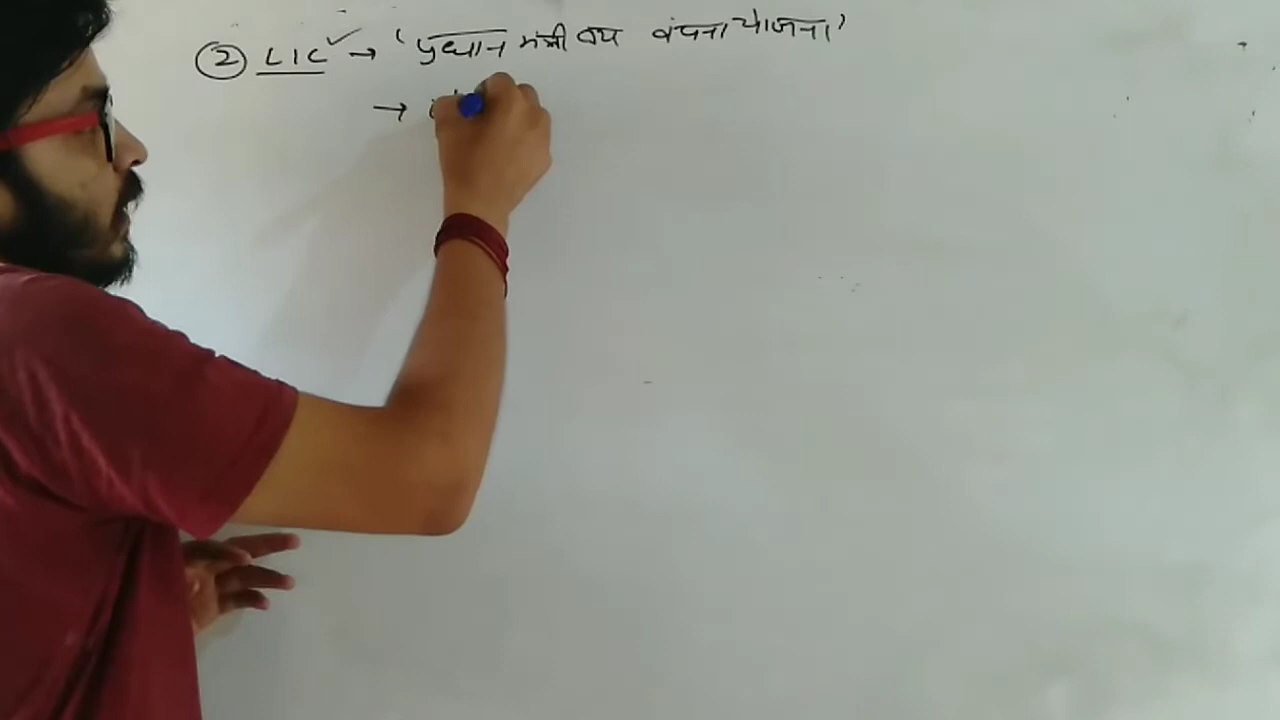 ② LIC ✓ → 'प्रधान मंत्री वय वंदना योजना'
→